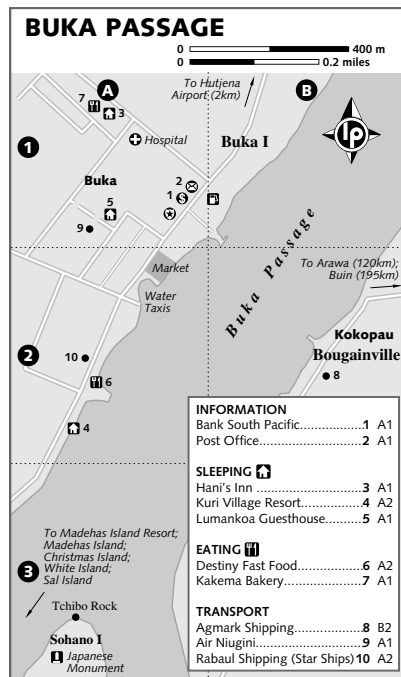 BUKA PASSAGE
0 400 m
0 0.2 miles
A
B
To Hutjena
Airport (2km)
lp
7
3
Hospital
1
Buka I
Buka
2
1
5
9
Buka Passage
To Arawa (120km);
Buin (195km)
Market
Water
Taxis
Kokopau
Bougainville
2
10
8
6
4
INFORMATION
Bank South Pacific.................1 A1
Post Office..............................2 A1
SLEEPING
Hani's Inn ..............................3 A1
Kuri Village Resort..................4 A2
Lumankoa Guesthouse...........5 A1
EATING
Destiny Fast Food...................6 A2
Kakema Bakery.......................7 A1
TRANSPORT
Agmark Shipping....................8 B2
Air Niugini..............................9 A1
Rabaul Shipping (Star Ships) 10 A2
To Madehas Island Resort;
Madehas Island;
Christmas Island;
White Island;
Sal Island
3
Tchibo Rock
Sohano I
Japanese
Monument